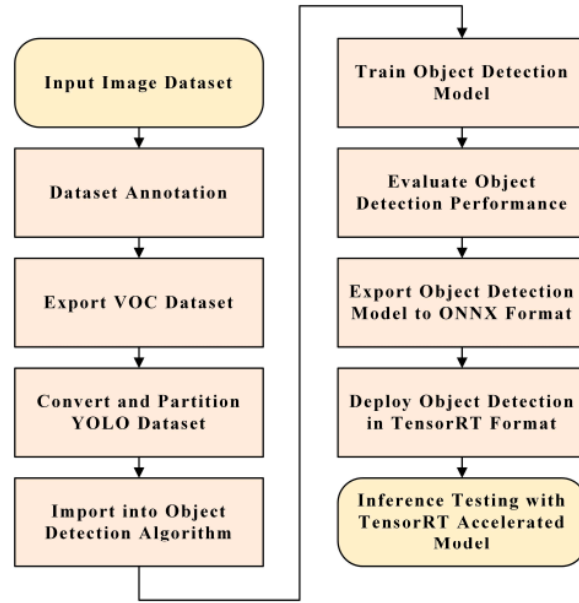 Input Image Dataset
Dataset Annotation
Export VOC Dataset
Convert and Partition
YOLO Dataset
Import into Object
Detection Algorithm
Train Object Detection
Model
Evaluate Object
Detection Performance
Export Object Detection
Model to ONNX Format
Deploy Object Detection
in TensorRT Format
Inference Testing with
TensorRT Accelerated
Model